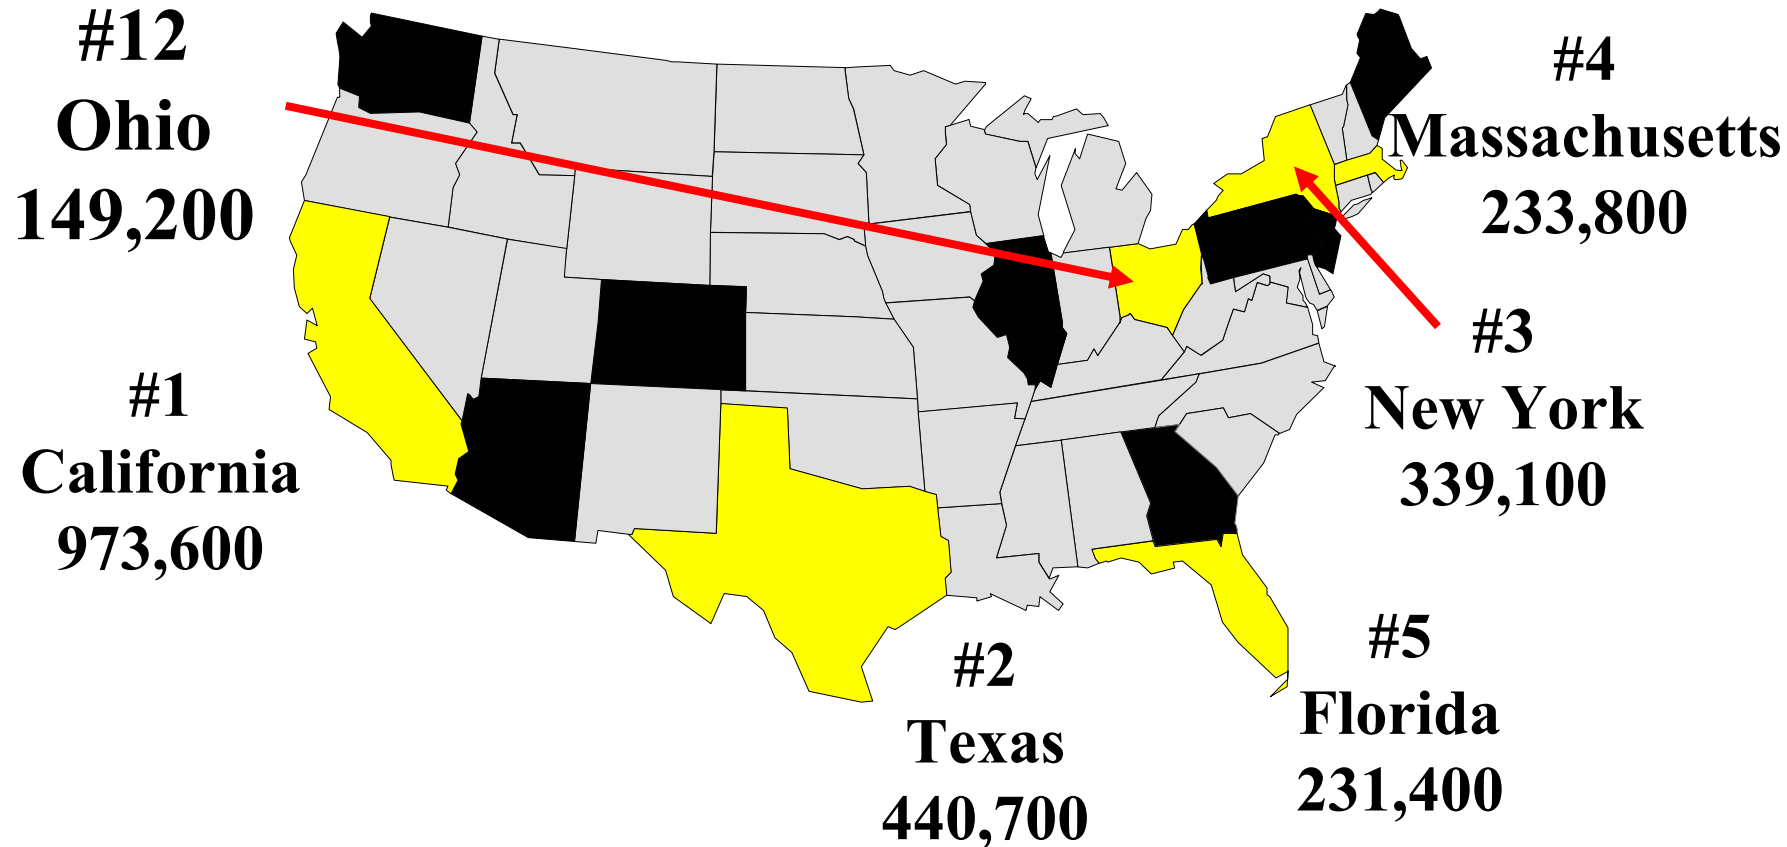 #12
Ohio
149,200
#4
Massachusetts
233,800
#3
New York
339,100
#1
California
973,600
#2
Texas
440,700
#5
Florida
231,400